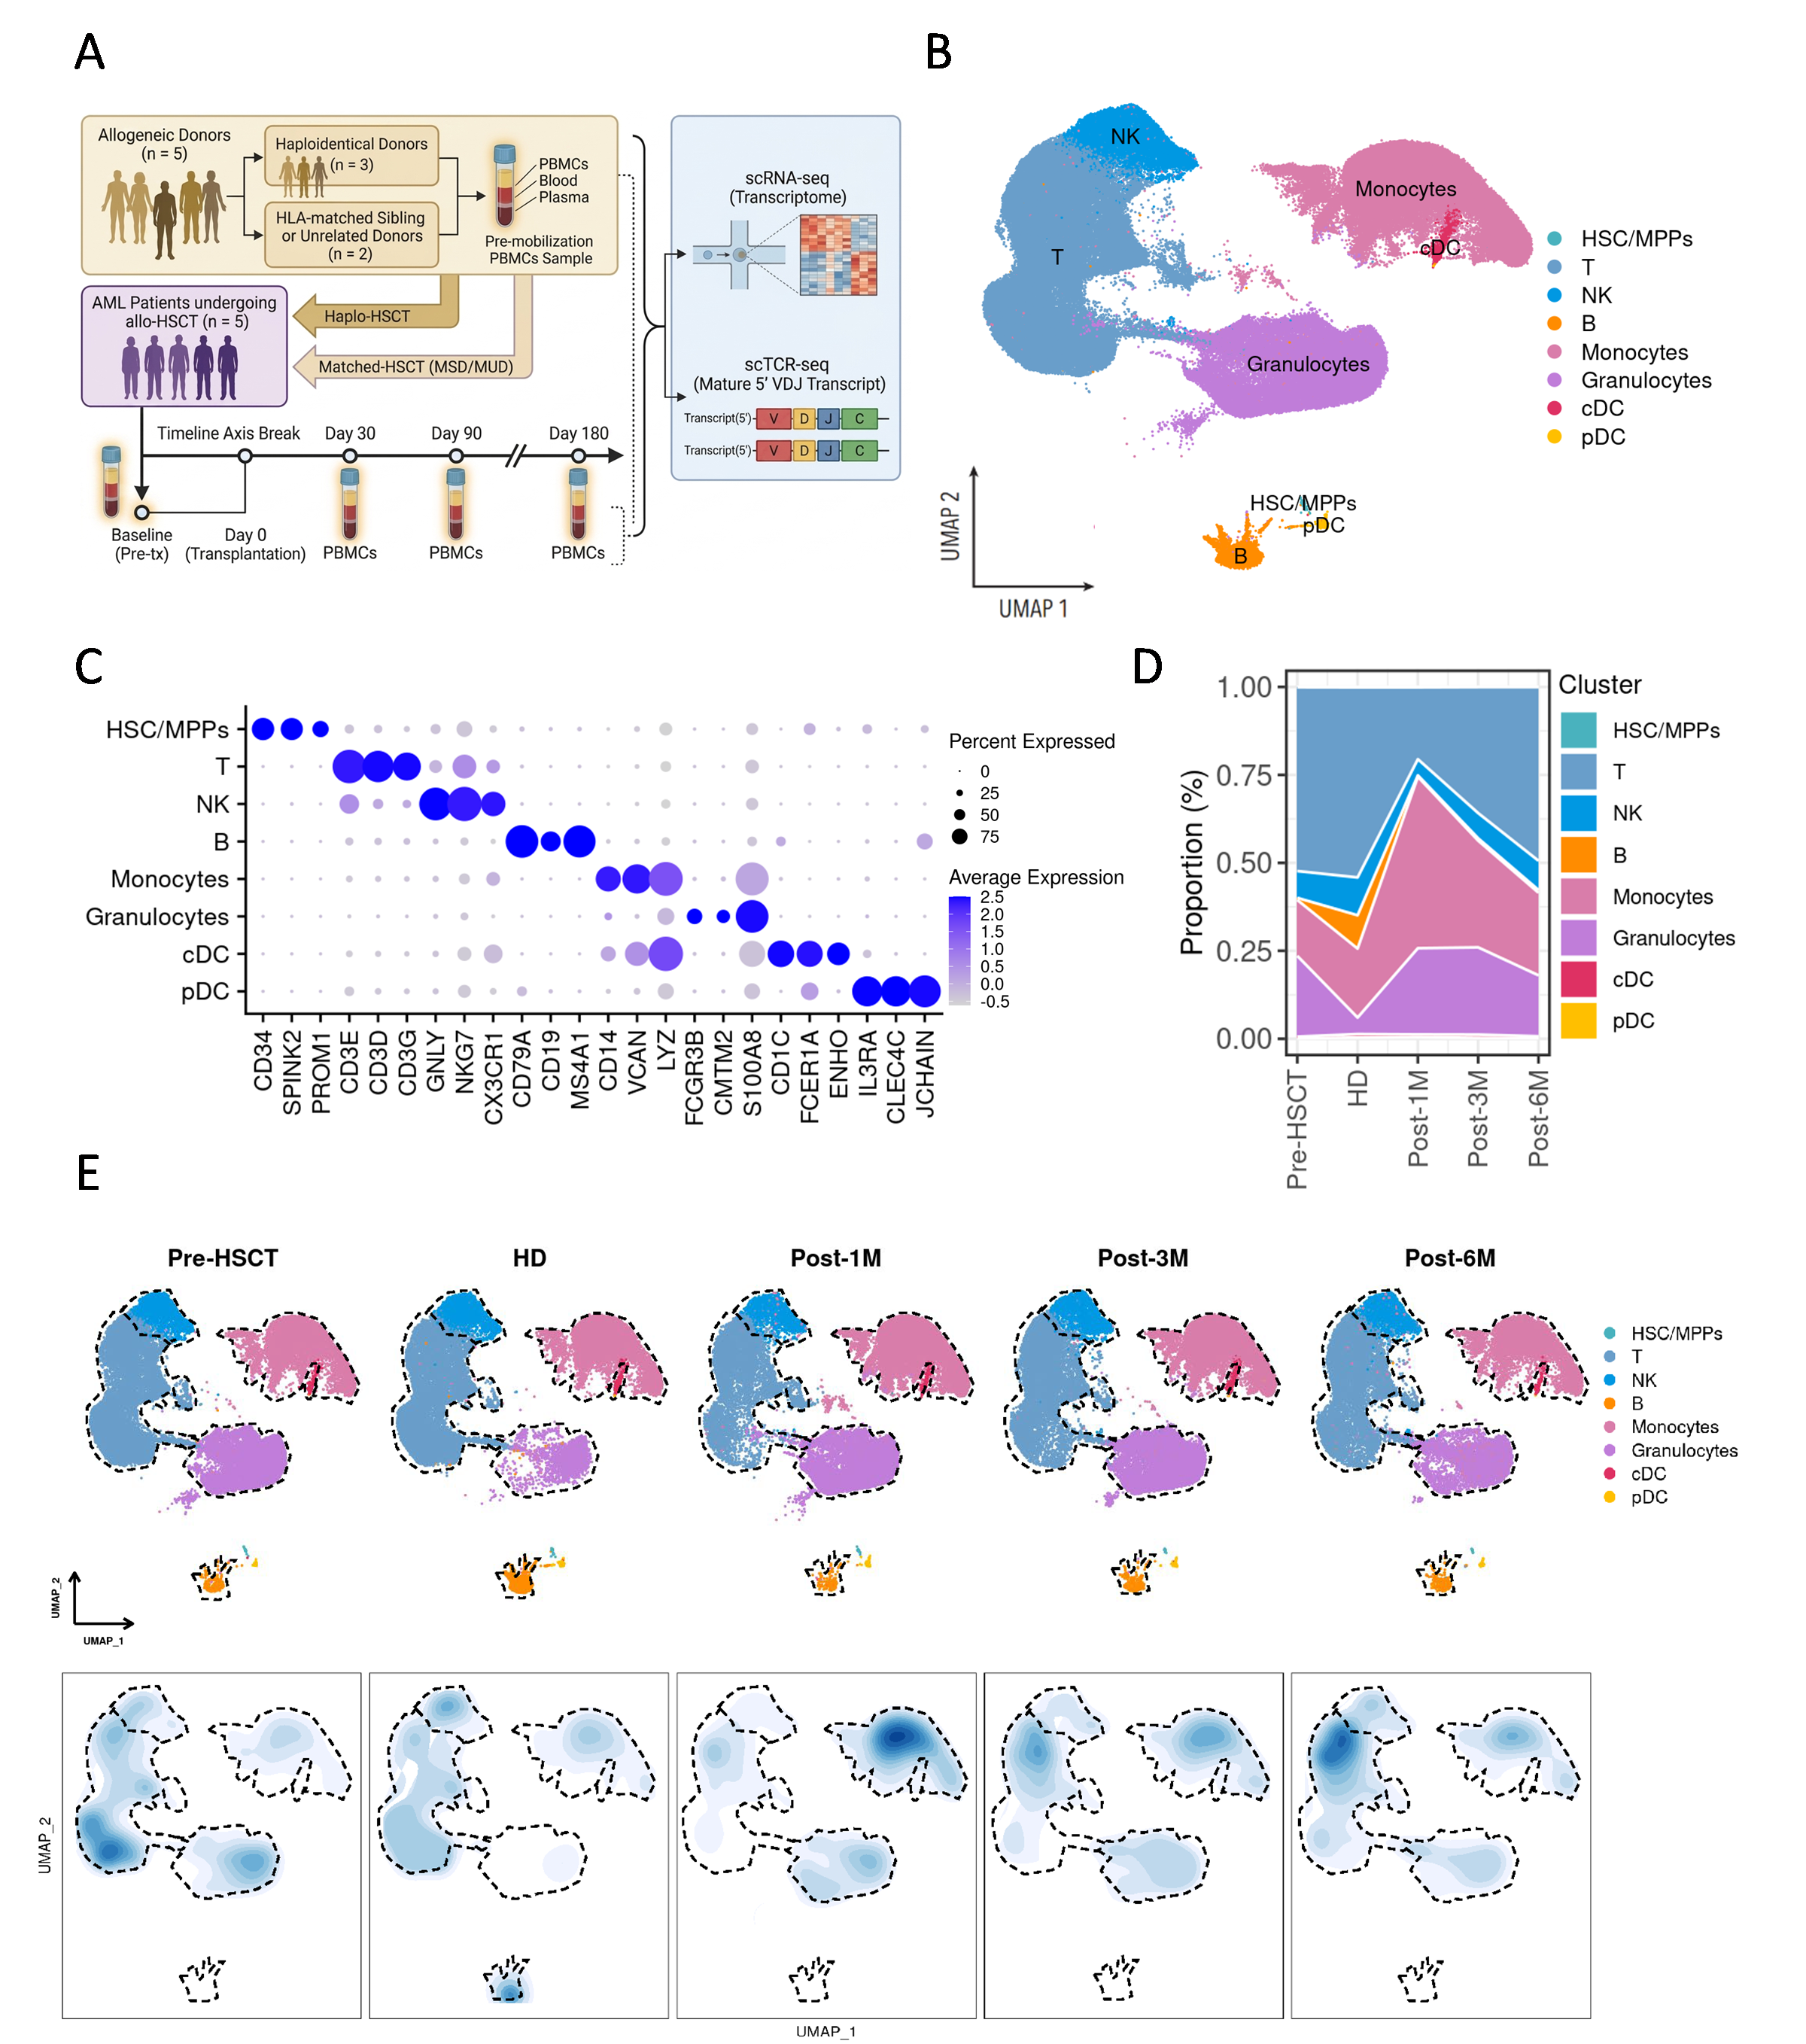 A
Allogeneic Donors
(n = 5)
Haploidentical Donors
(n = 3)
HLA-matched Sibling
or Unrelated Donors
(n = 2)
PBMCs
Blood
Plasma
Pre-mobilization
PBMCs Sample
AML Patients undergoing
allo-HSCT (n = 5)
Haplo-HSCT
Matched-HSCT (MSD/MUD)
Timeline Axis Break
Day 30
Day 90
Day 180
Baseline
(Pre-tx)
Day 0
(Transplantation)
PBMCs
PBMCs
PBMCs
scRNA-seq
(Transcriptome)
scTCR-seq
(Mature 5' VDJ Transcript)
Transcript(5') V D J C
Transcript(5') V D J C
B
NK
T
Monocytes
cDC
Granulocytes
HSC/MPPs
pDC
B
UMAP 2
UMAP 1
HSC/MPPs
T
NK
B
Monocytes
Granulocytes
cDC
pDC
C
HSC/MPPs
T
NK
B
Monocytes
Granulocytes
cDC
pDC
CD34
SPINK2
PROM1
CD3E
CD3D
CD3G
GNLY
NKG7
CX3CR1
CD79A
CD19
MS4A1
CD14
VCAN
LYZ
FCGR3B
CMTM2
S100A8
CD1C
FCER1A
ENHO
IL3RA
CLEC4C
JCHAIN
Percent Expressed
0
25
50
75
Average Expression
2.5
2.0
1.5
1.0
0.5
0.0
-0.5
D
Proportion (%)
1.00
0.75
0.50
0.25
0.00
Pre-HSCT
HD
Post-1M
Post-3M
Post-6M
Cluster
HSC/MPPs
T
NK
B
Monocytes
Granulocytes
cDC
pDC
E
Pre-HSCT
HD
Post-1M
Post-3M
Post-6M
UMAP_2
UMAP_1
HSC/MPPs
T
NK
B
Monocytes
Granulocytes
cDC
pDC
UMAP_2
UMAP_1